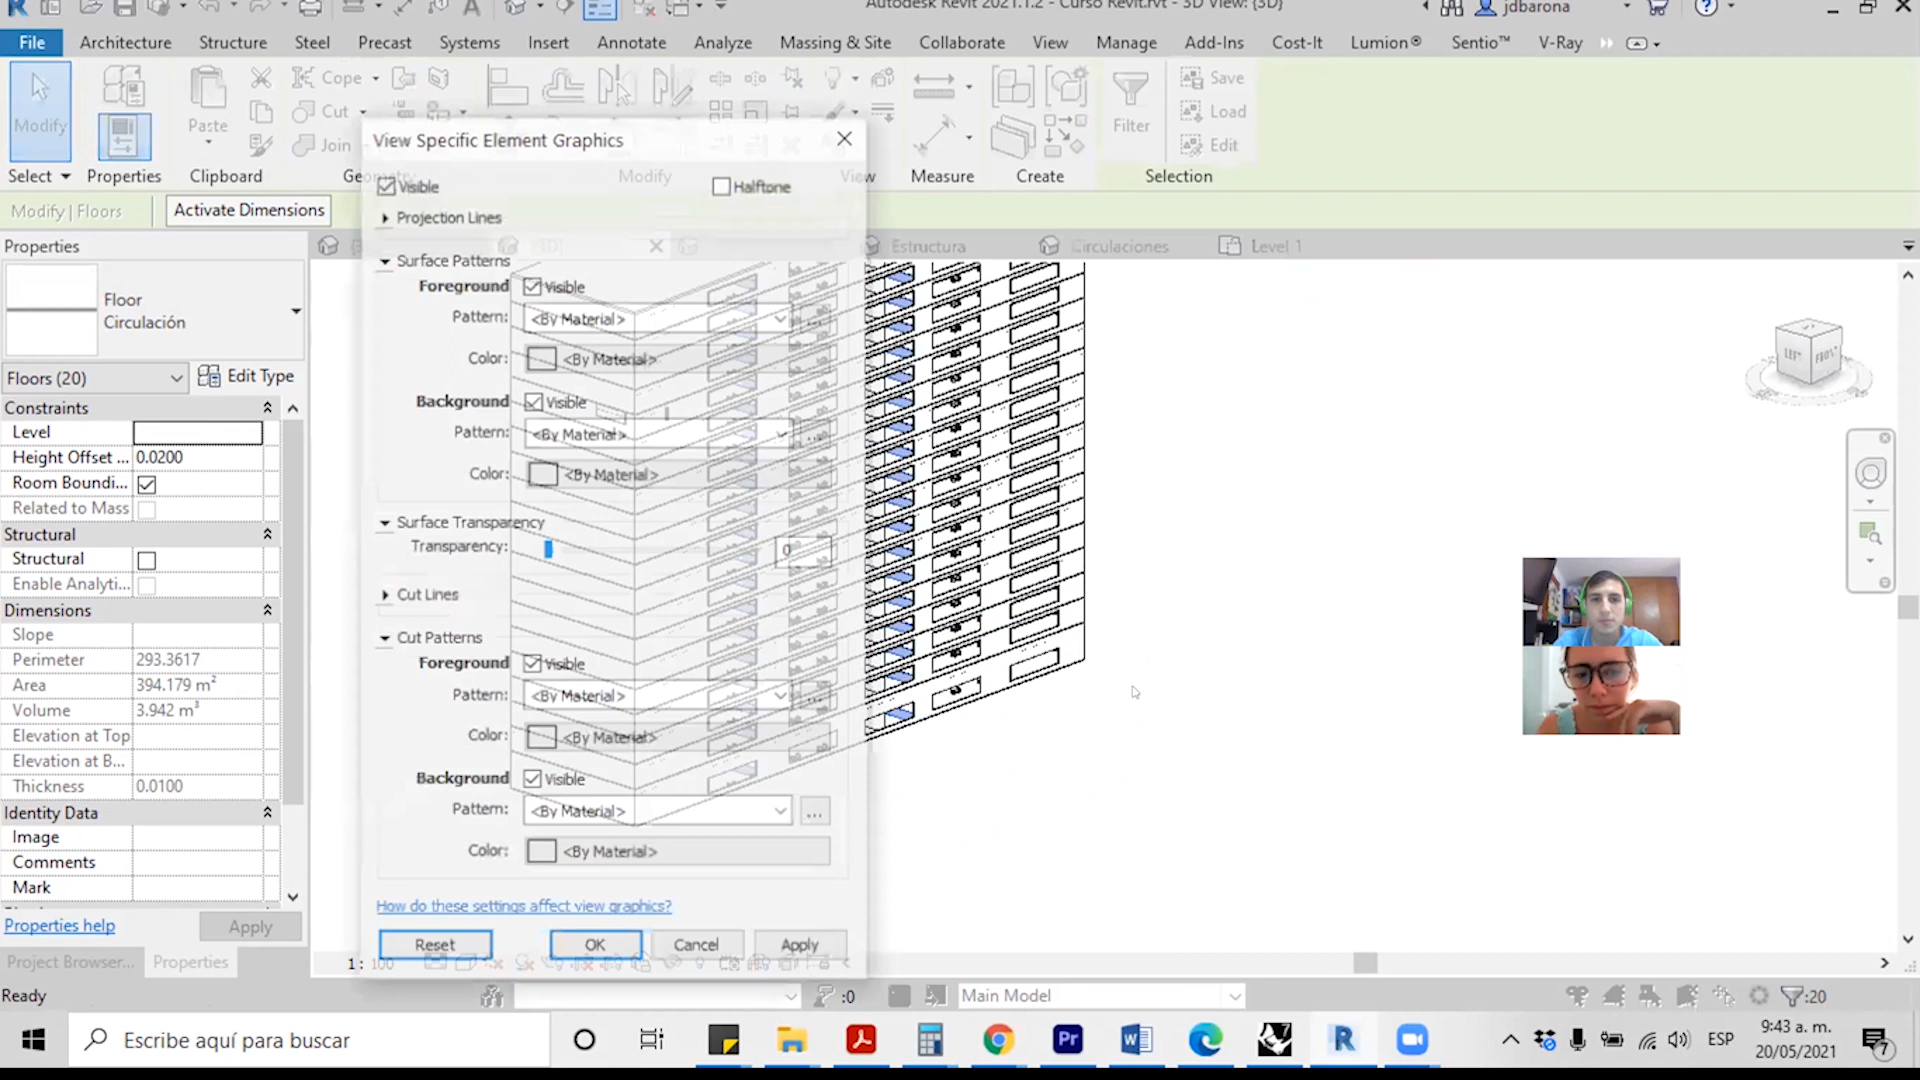 Autodesk Revit 2021.1.2 - Curso Revit.rvt - 3D View: {3D}
jdbarona
File Architecture Structure Steel Precast Systems Insert Annotate Analyze Massing & Site Collaborate View Manage Add-Ins Cost-It Lumion® Sentio™ V-Ray
Modify
Paste
Cope
Cut
Join
Filter
Save
Load
Edit
Select Properties Clipboard Geometry Modify View Measure Create Selection
Modify | Floors Activate Dimensions
Properties
Estructura Circulaciones Level 1
Floor
Circulación
Floors (20) Edit Type
Constraints
Level
Height Offset ... 0.0200
Room Boundi...
Related to Mass
Structural
Structural
Enable Analyti...
Dimensions
Slope
Perimeter 293.3617
Area 394.179 m²
Volume 3.942 m³
Elevation at Top
Elevation at B...
Thickness 0.0100
Identity Data
Image
Comments
Mark
Properties help Apply
Project Browser... Properties
View Specific Element Graphics
Visible Halftone
Projection Lines
Surface Patterns
Foreground Visible
Pattern: <By Material> ...
Color: <By Material>
Background Visible
Pattern: <By Material> ...
Color: <By Material>
Surface Transparency
Transparency: 0
Cut Lines
Cut Patterns
Foreground Visible
Pattern: <By Material> ...
Color: <By Material>
Background Visible
Pattern: <By Material> ...
Color: <By Material>
How do these settings affect view graphics?
Reset OK Cancel Apply
LEFT FRONT
1 : 100
Ready :0 Main Model :20
Escribe aquí para buscar
Pr
ESP
9:43 a. m.
20/05/2021
7